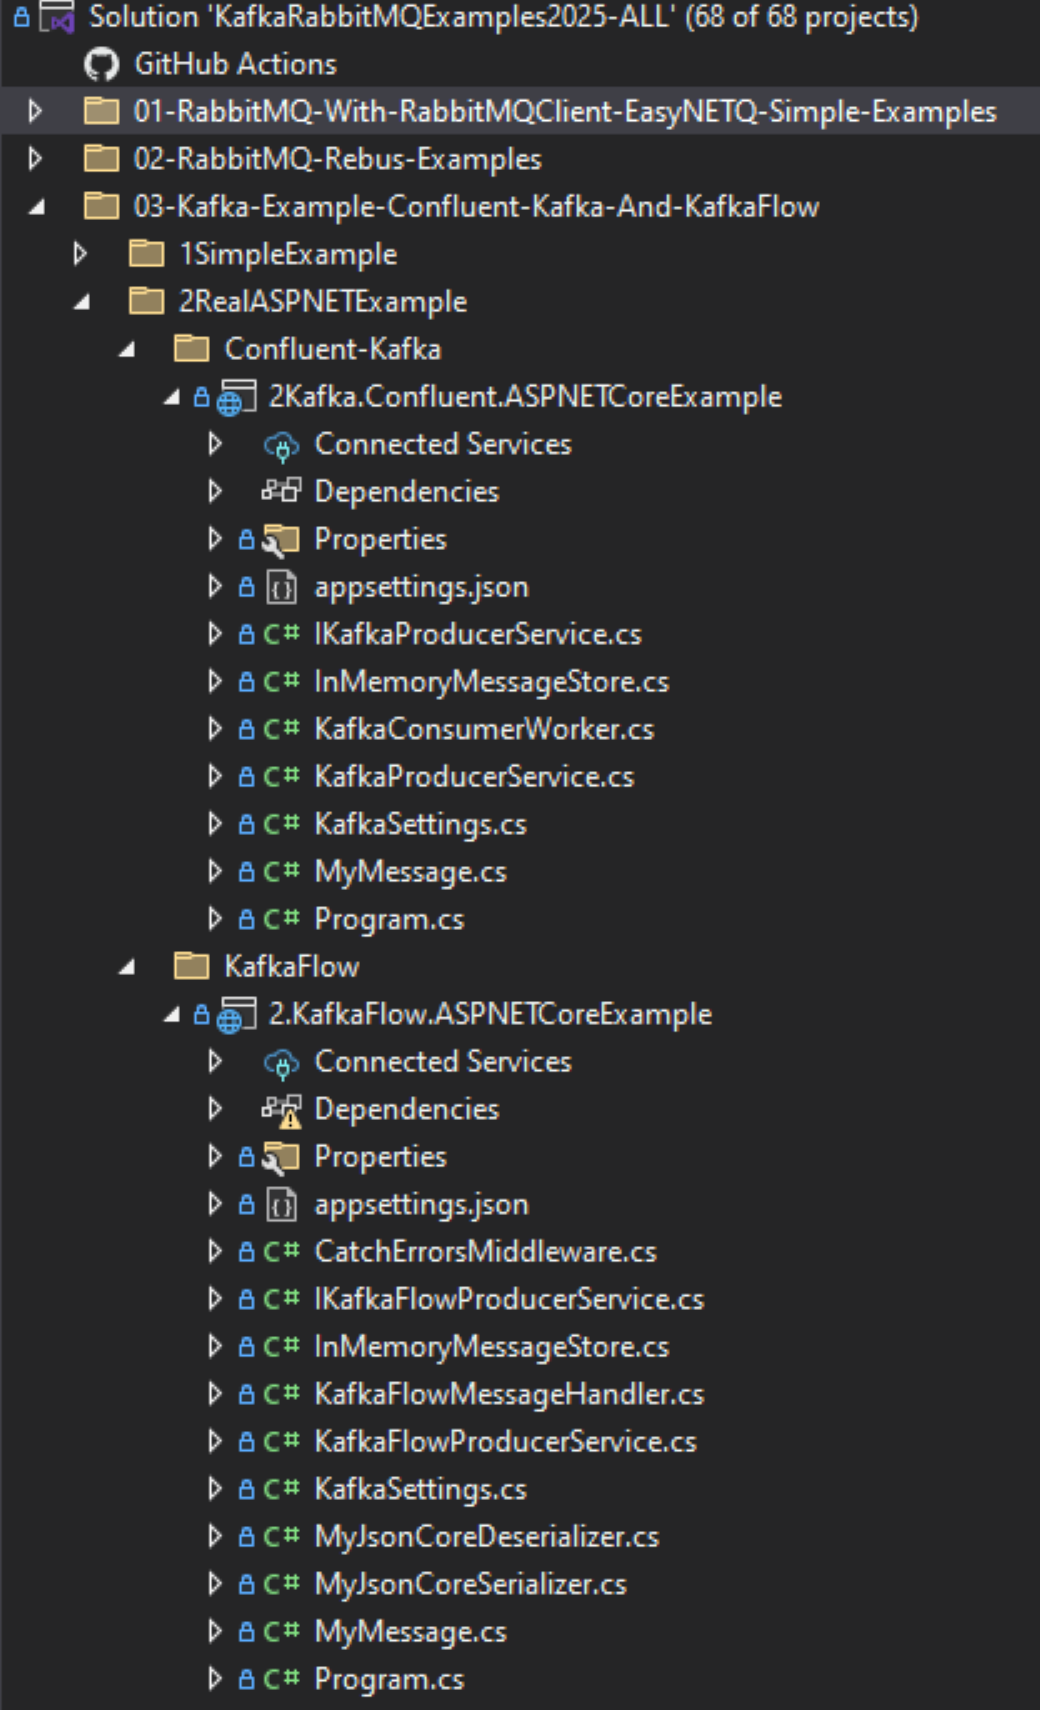 Solution 'KafkaRabbitMQExamples2025-ALL' (68 of 68 projects)
GitHub Actions
01-RabbitMQ-With-RabbitMQClient-EasyNETQ-Simple-Examples
02-RabbitMQ-Rebus-Examples
03-Kafka-Example-Confluent-Kafka-And-KafkaFlow
1SimpleExample
2RealASPNETExample
Confluent-Kafka
2Kafka.Confluent.ASPNETCoreExample
Connected Services
Dependencies
Properties
appsettings.json
C# IKafkaProducerService.cs
C# InMemoryMessageStore.cs
C# KafkaConsumerWorker.cs
C# KafkaProducerService.cs
C# KafkaSettings.cs
C# MyMessage.cs
C# Program.cs
KafkaFlow
2.KafkaFlow.ASPNETCoreExample
Connected Services
Dependencies
Properties
appsettings.json
C# CatchErrorsMiddleware.cs
C# IKafkaFlowProducerService.cs
C# InMemoryMessageStore.cs
C# KafkaFlowMessageHandler.cs
C# KafkaFlowProducerService.cs
C# KafkaSettings.cs
C# MyJsonCoreDeserializer.cs
C# MyJsonCoreSerializer.cs
C# MyMessage.cs
C# Program.cs